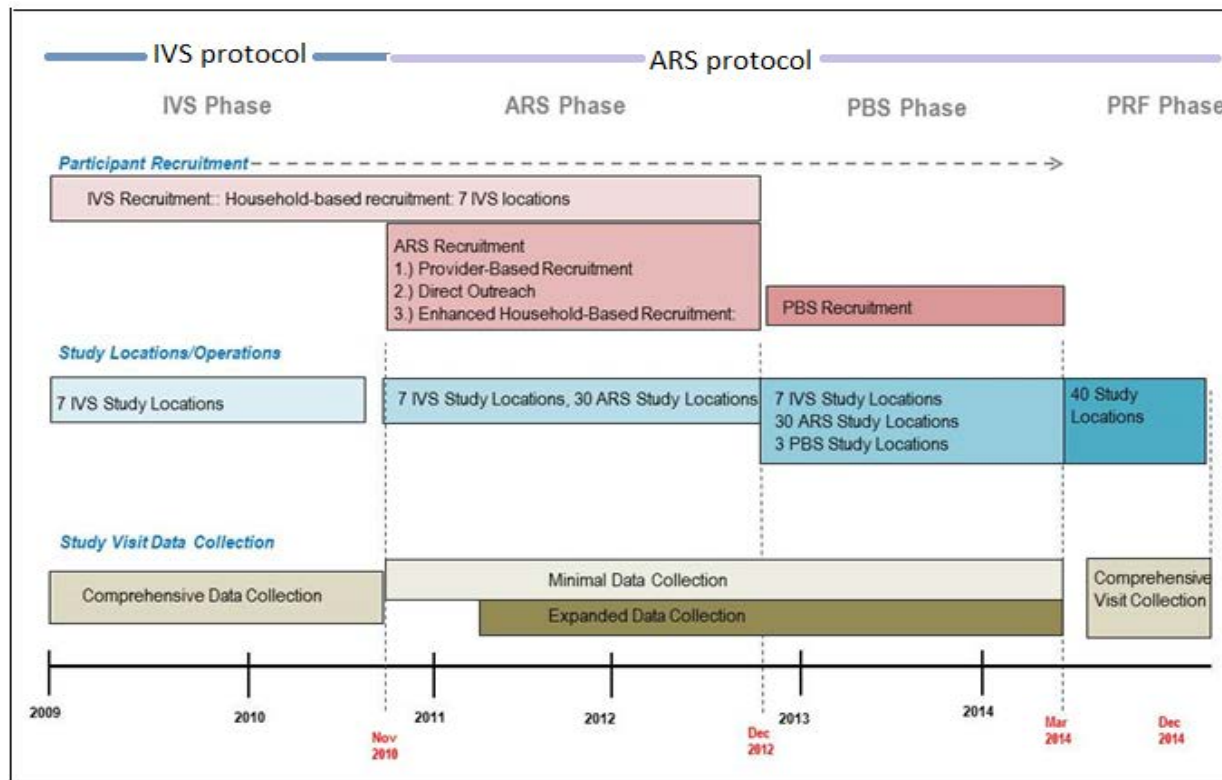 IVS protocol
ARS protocol
IVS Phase
ARS Phase
PBS Phase
PRF Phase
Participant Recruitment
IVS Recruitment:: Household-based recruitment: 7 IVS locations
ARS Recruitment
1.) Provider-Based Recruitment
2.) Direct Outreach
3.) Enhanced Household-Based Recruitment:
PBS Recruitment
Study Locations/Operations
7 IVS Study Locations
7 IVS Study Locations, 30 ARS Study Locations
7 IVS Study Locations
30 ARS Study Locations
3 PBS Study Locations
40 Study
Locations
Study Visit Data Collection
Comprehensive Data Collection
Minimal Data Collection
Expanded Data Collection
Comprehensive
Visit Collection
2009
2010
2011
2012
2013
2014
Nov
2010
Dec
2012
Mar
2014
Dec
2014